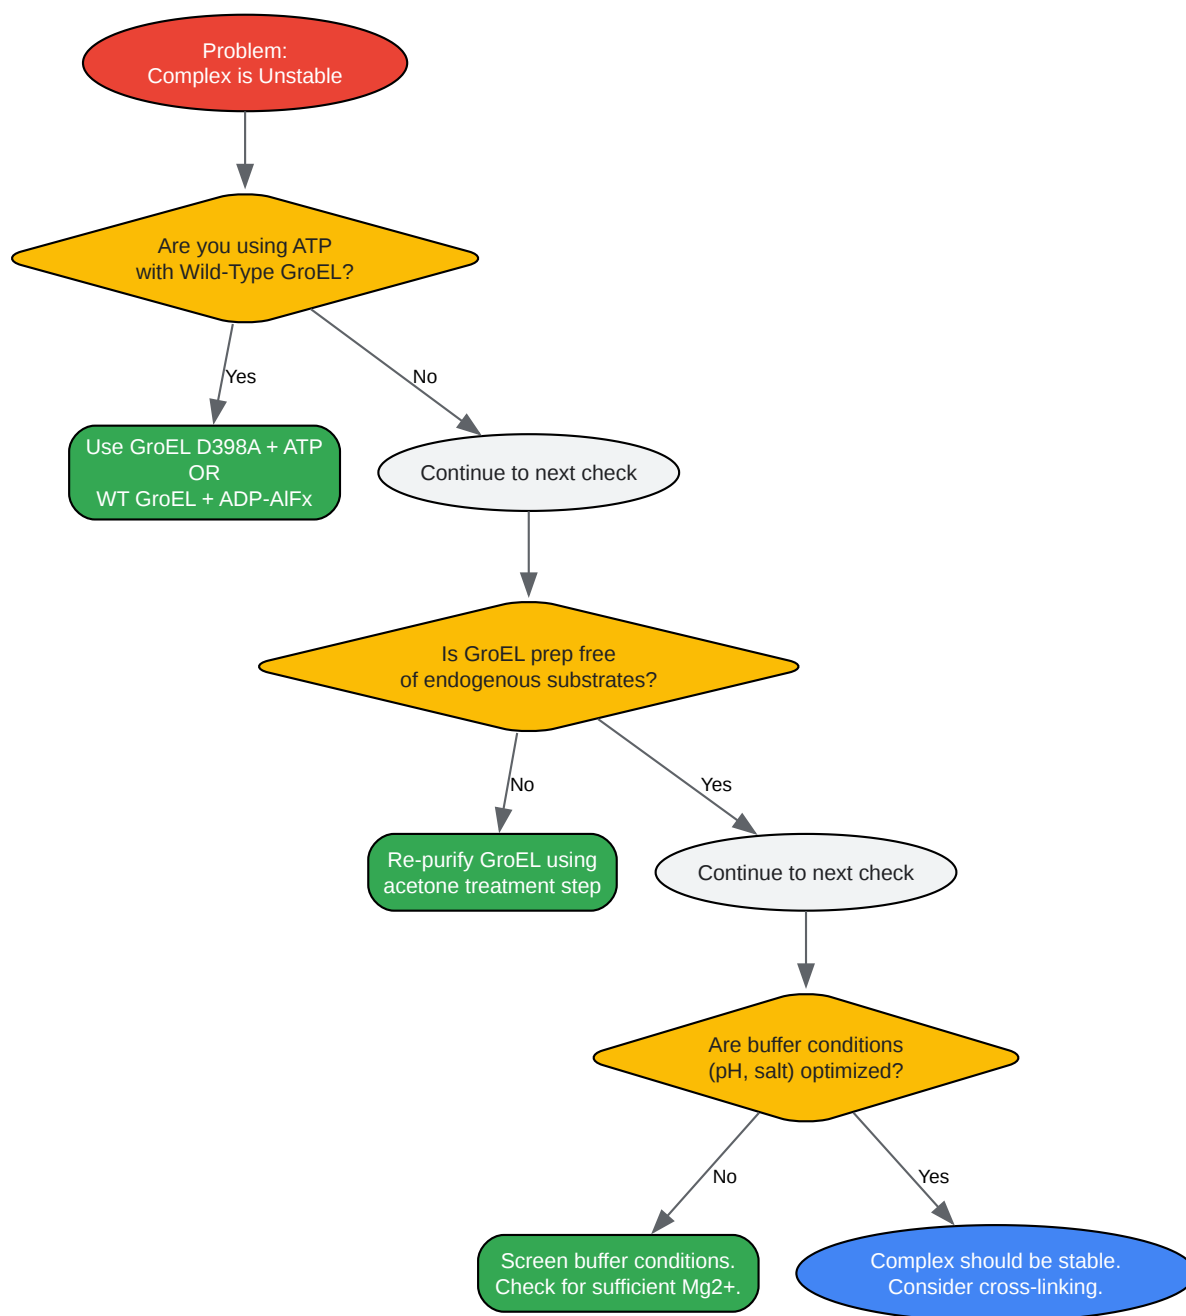 Problem:
Complex is Unstable
Are you using ATP
with Wild-Type GroEL?
Yes
No
Use GroEL D398A + ATP
OR
WT GroEL + ADP-AlFx
Continue to next check
Is GroEL prep free
of endogenous substrates?
No
Yes
Re-purify GroEL using
acetone treatment step
Continue to next check
Are buffer conditions
(pH, salt) optimized?
No
Yes
Screen buffer conditions.
Check for sufficient Mg2+.
Complex should be stable.
Consider cross-linking.